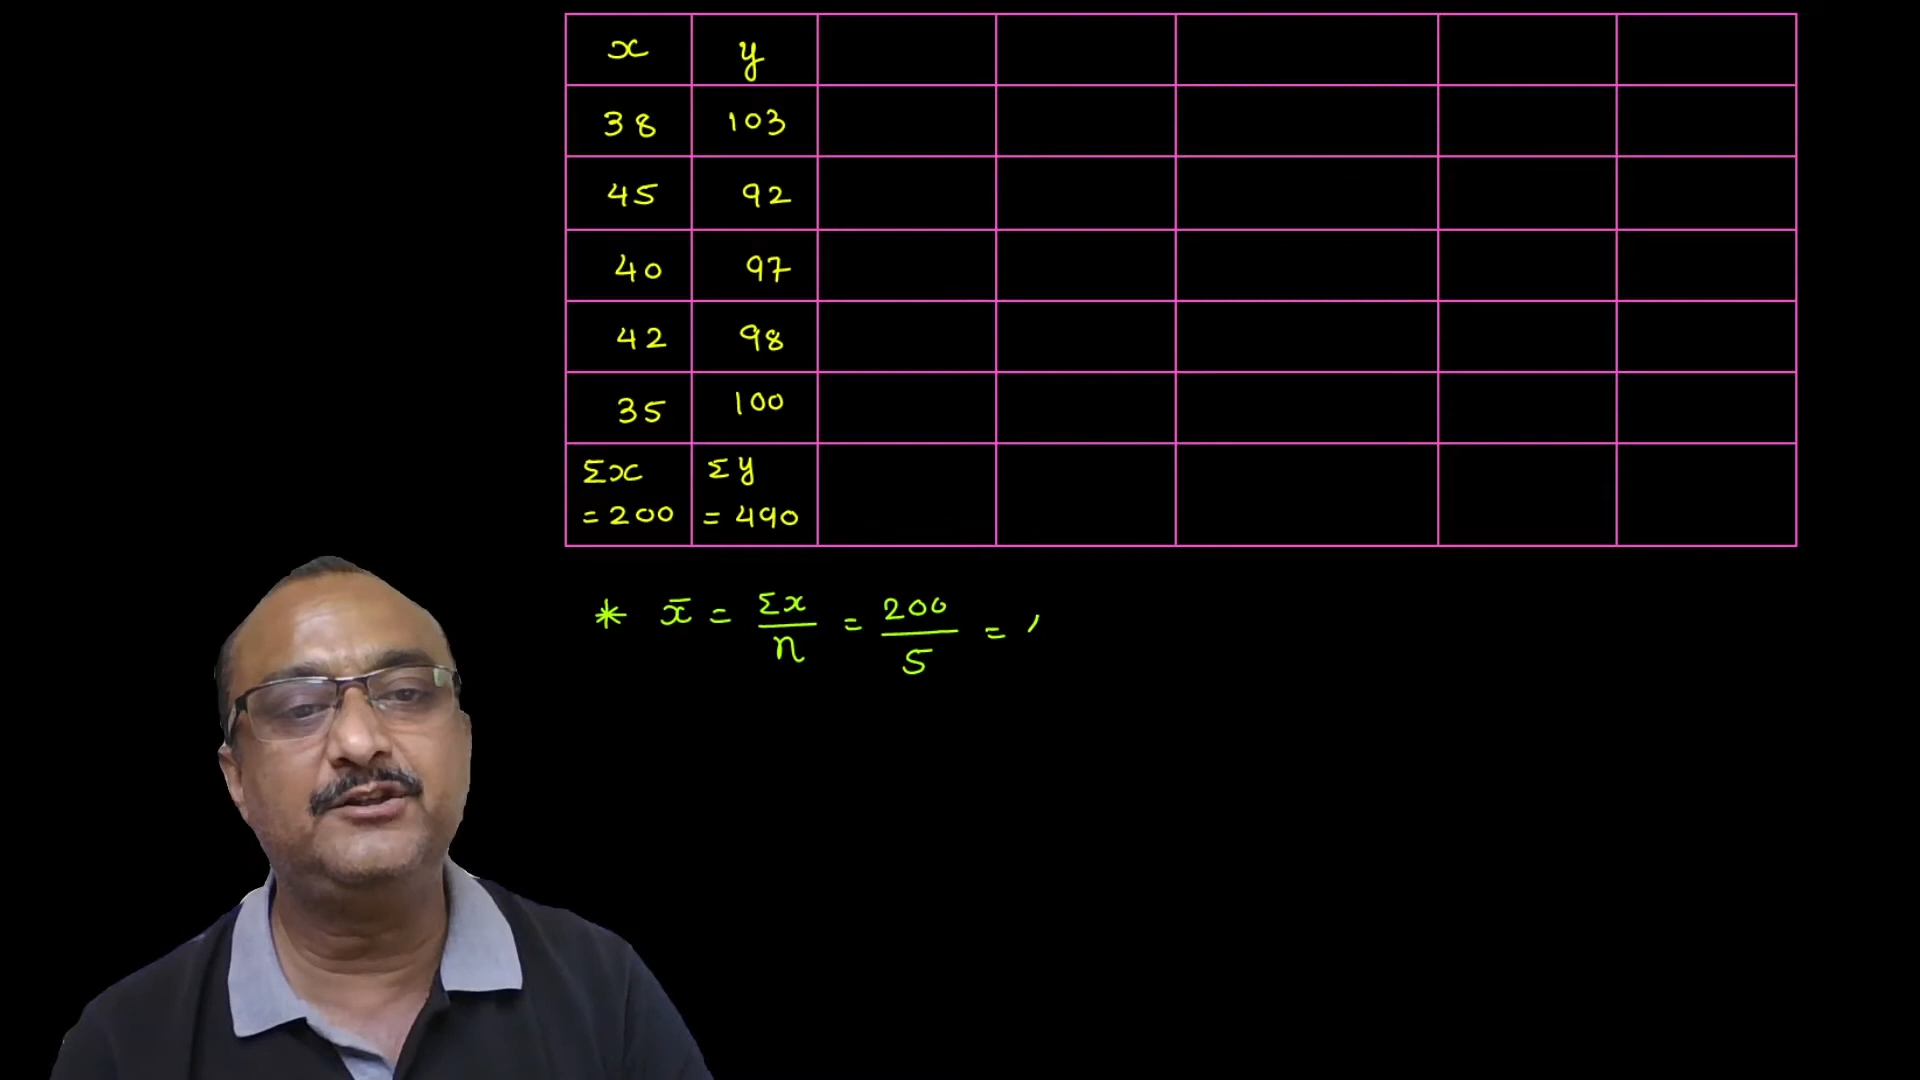 x y
38 103
45 92
40 97
42 98
35 100
Σx Σy
= 200 = 490
* x̄ = Σx/n = 200/5 =